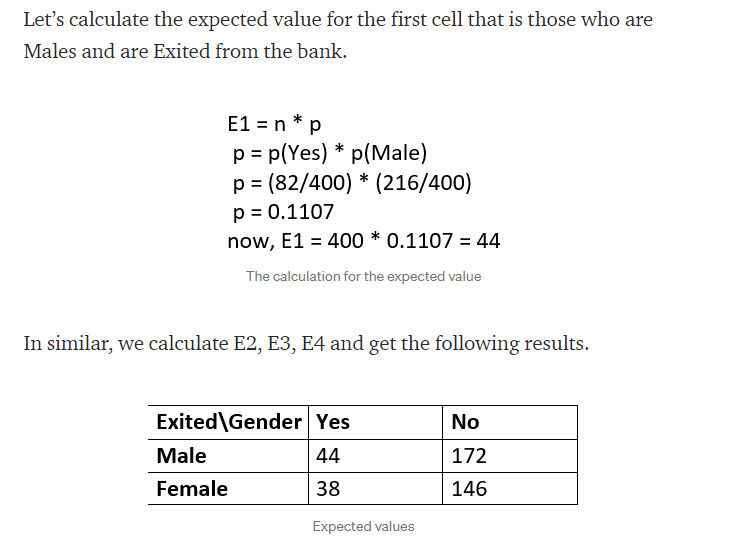 Let's calculate the expected value for the first cell that is those who are
Males and are Exited from the bank.
E1 = n * p
p = p(Yes) * p(Male)
p = (82/400) * (216/400)
p = 0.1107
now, E1 = 400 * 0.1107 = 44
The calculation for the expected value
In similar, we calculate E2, E3, E4 and get the following results.
Exited\Gender Yes No
Male 44 172
Female 38 146
Expected values